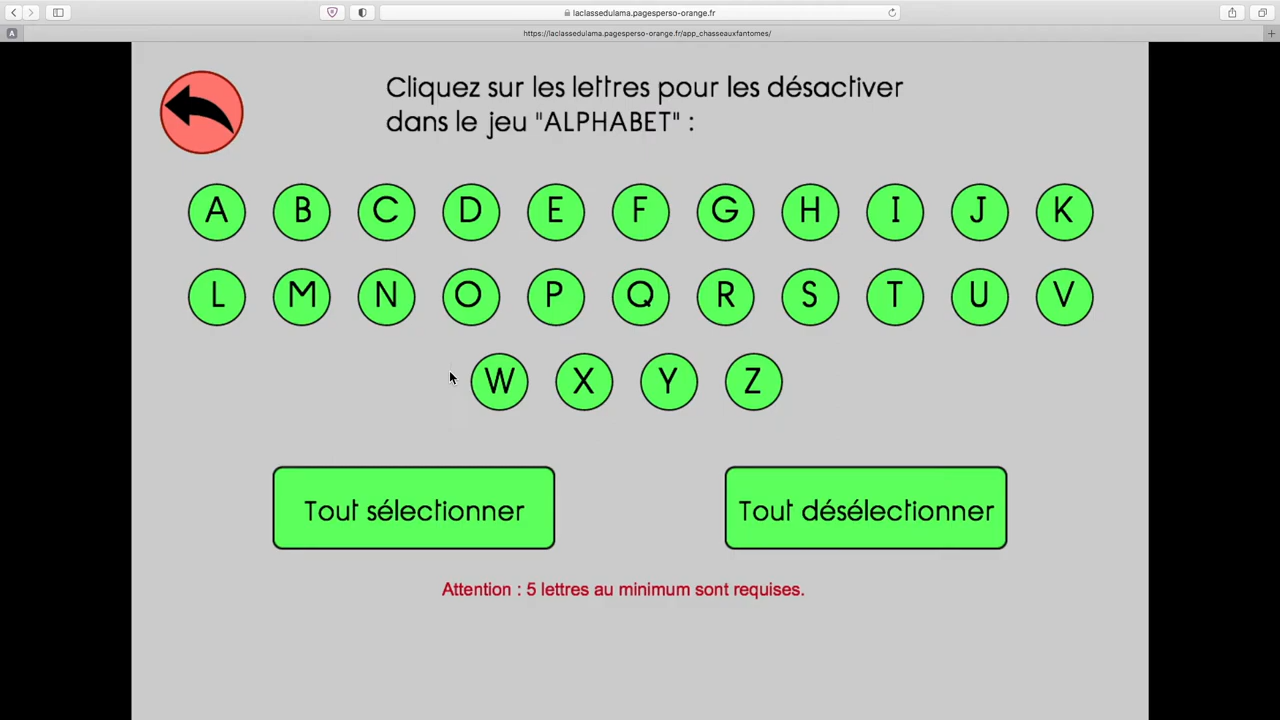 laclassedulama.pagesperso-orange.fr
A
https://laclassedulama.pagesperso-orange.fr/app_chasseauxfantomes/
Cliquez sur les lettres pour les désactiver
dans le jeu "ALPHABET" :
A B C D E F G H I J K
L M N O P Q R S T U V
W X Y Z
Tout sélectionner
Tout désélectionner
Attention : 5 lettres au minimum sont requises.